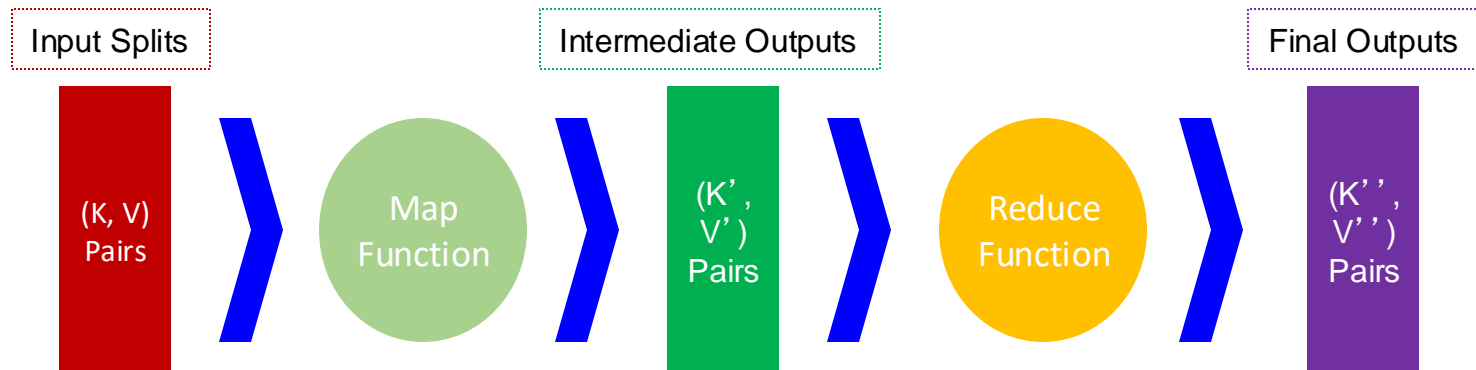 Input Splits
Intermediate Outputs
Final Outputs
(K, V)
Pairs
Map
Function
(K’,
V’)
Pairs
Reduce
Function
(K’’,
V’’)
Pairs